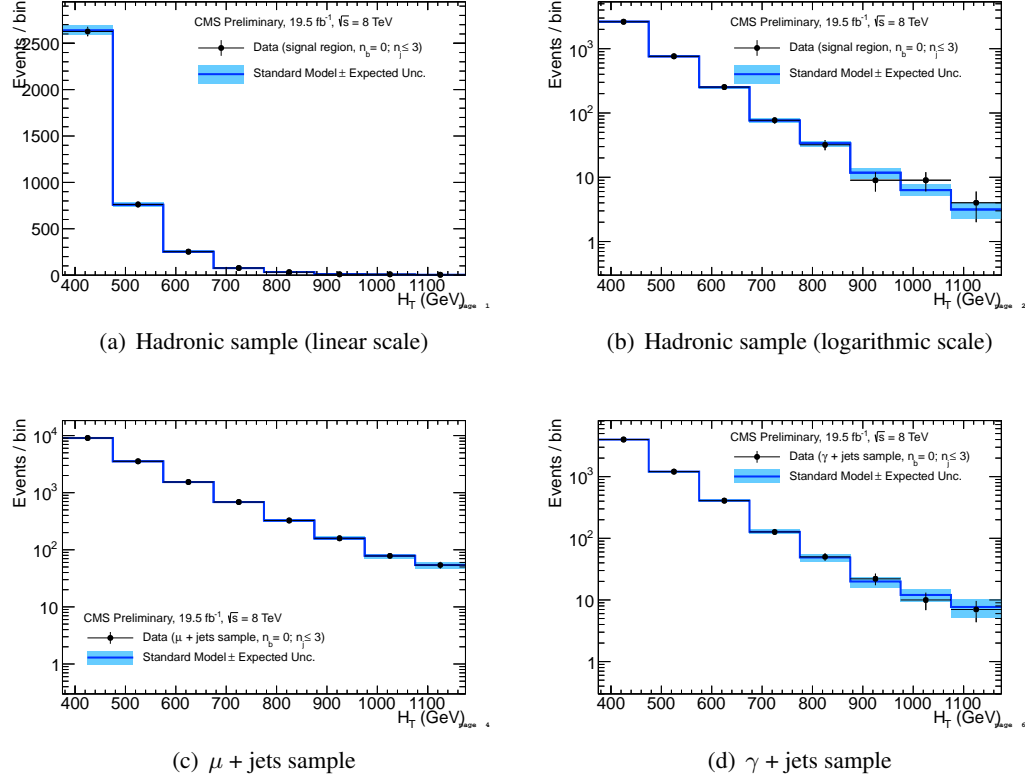 Events / bin
CMS Preliminary, 19.5 fb⁻¹, √s = 8 TeV
Data (signal region, n_b = 0; n_j ≤ 3)
Standard Model ± Expected Unc.
2500
2000
1500
1000
500
0
400 500 600 700 800 900 1000 1100
H_T (GeV)
page 1
(a) Hadronic sample (linear scale)
Events / bin
CMS Preliminary, 19.5 fb⁻¹, √s = 8 TeV
Data (signal region, n_b = 0; n_j ≤ 3)
Standard Model ± Expected Unc.
10³
10²
10
1
400 500 600 700 800 900 1000 1100
H_T (GeV)
page 2
(b) Hadronic sample (logarithmic scale)
Events / bin
10⁴
10³
10²
10
1
CMS Preliminary, 19.5 fb⁻¹, √s = 8 TeV
Data (μ + jets sample, n_b = 0; n_j ≤ 3)
Standard Model ± Expected Unc.
400 500 600 700 800 900 1000 1100
H_T (GeV)
page 4
(c) μ + jets sample
Events / bin
CMS Preliminary, 19.5 fb⁻¹, √s = 8 TeV
Data (γ + jets sample, n_b = 0; n_j ≤ 3)
Standard Model ± Expected Unc.
10³
10²
10
1
400 500 600 700 800 900 1000 1100
H_T (GeV)
page 6
(d) γ + jets sample